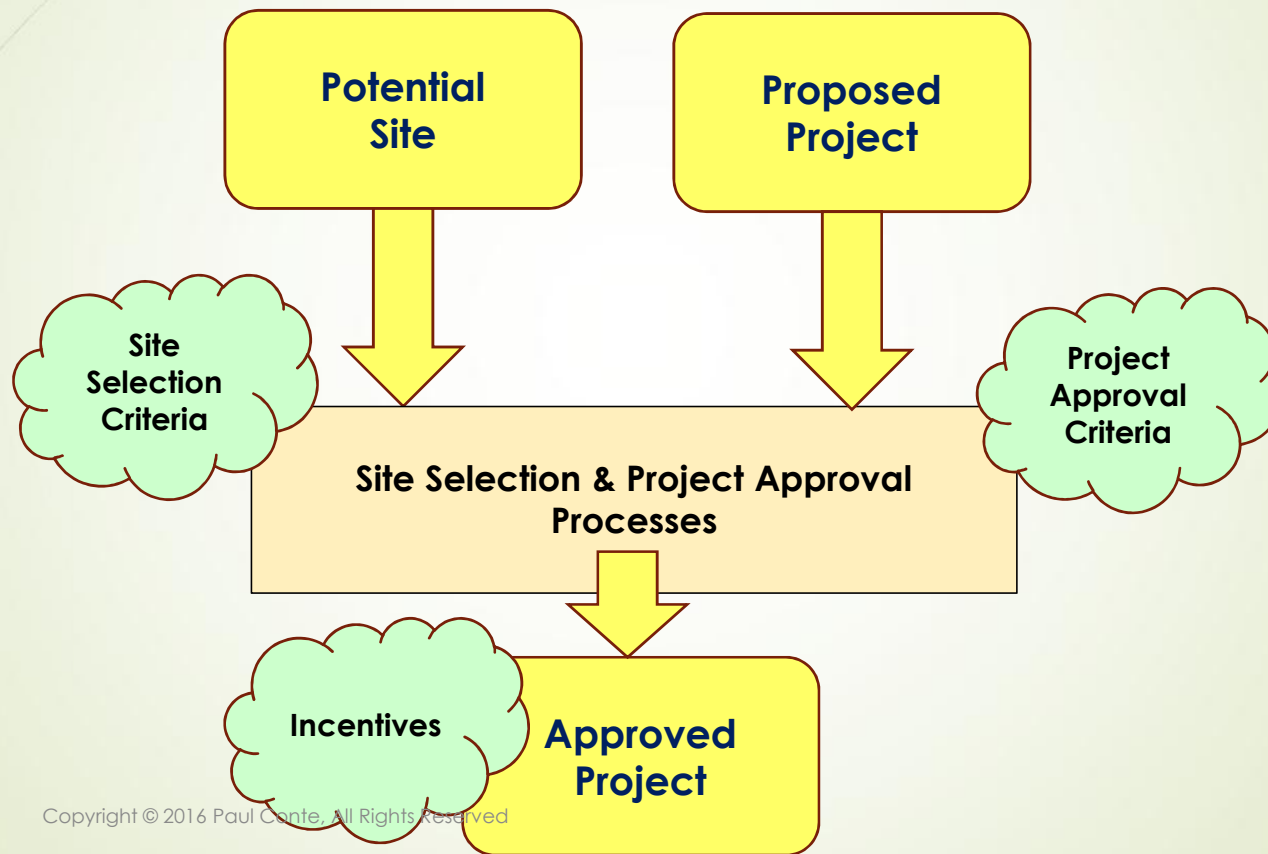 Potential
Site
Proposed
Project
Site
Selection
Criteria
Project
Approval
Criteria
Site Selection & Project Approval
Processes
Incentives
Approved
Project
Copyright © 2016 Paul Conte, All Rights Reserved